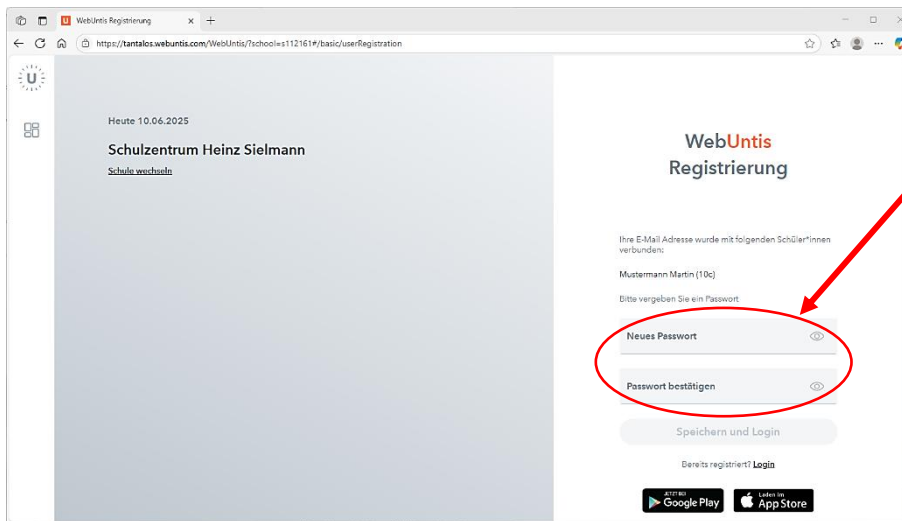 WebUntis Registrierung
https://tantalos.webuntis.com/WebUntis/?school=s112161#/basic/userRegistration
U
Heute 10.06.2025
Schulzentrum Heinz Sielmann
Schule wechseln
WebUntis
Registrierung
Ihre E-Mail Adresse wurde mit folgenden Schüler*innen
verbunden:
Mustermann Martin (10c)
Bitte vergeben Sie ein Passwort
Neues Passwort
Passwort bestätigen
Speichern und Login
Bereits registriert? Login
JETZT BEI
Google Play
Laden im
App Store